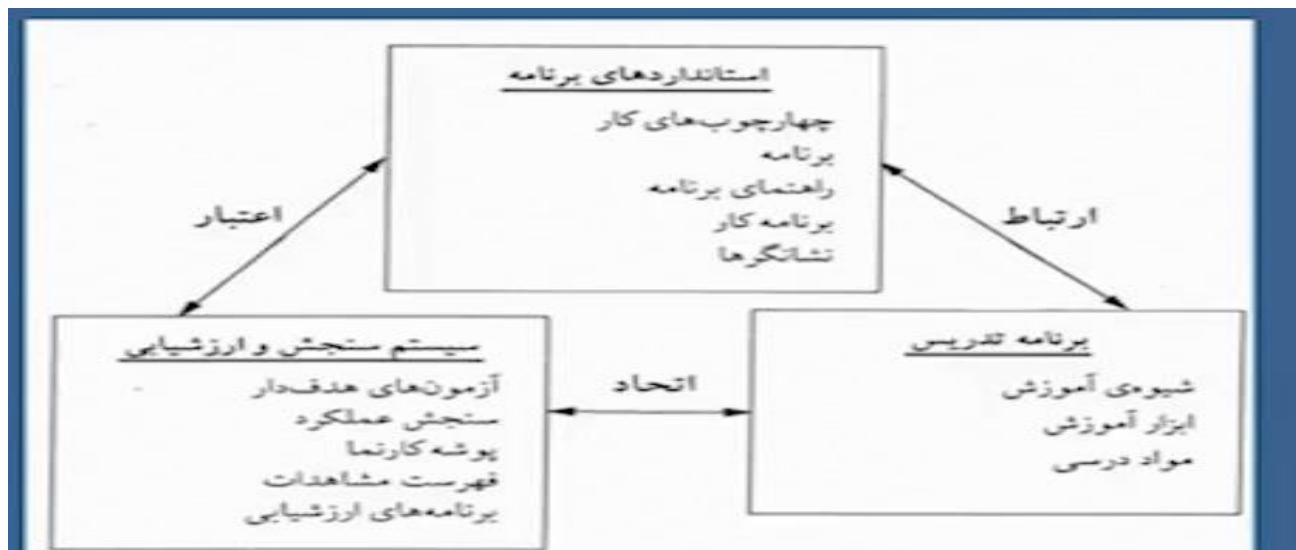 استانداردهای برنامه
چهارچوب‌های کار
برنامه
راهنمای برنامه
برنامه کار
نشانگرها
ارتباط
اعتبار
برنامه تدریس
شیوه‌ی آموزش
ابزار آموزش
مواد درسی
اتحاد
سیستم سنجش و ارزشیابی
آزمون‌های هدف‌دار
سنجش عملکرد
پوشه کارنما
فهرست مشاهدات
برنامه‌های ارزشیابی